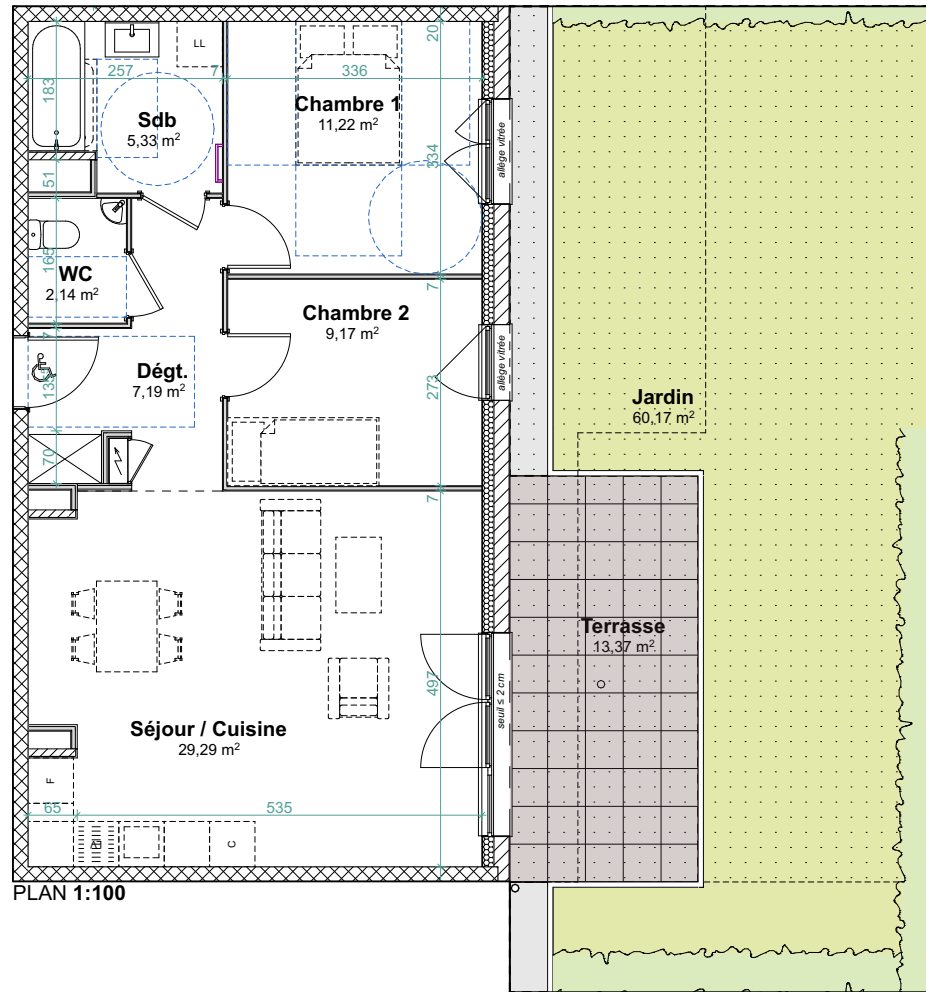 20
LL
257
7
336
183
Chambre 1
11,22 m²
Sdb
5,33 m²
allège vitrée
334
51
165
WC
2,14 m²
7
Chambre 2
9,17 m²
allège vitrée
7
135
Dégt.
7,19 m²
273
Jardin
60,17 m²
70
7
Terrasse
13,37 m²
497
seuil ≤ 2 cm
Séjour / Cuisine
29,29 m²
F
65
535
C
PLAN 1:100